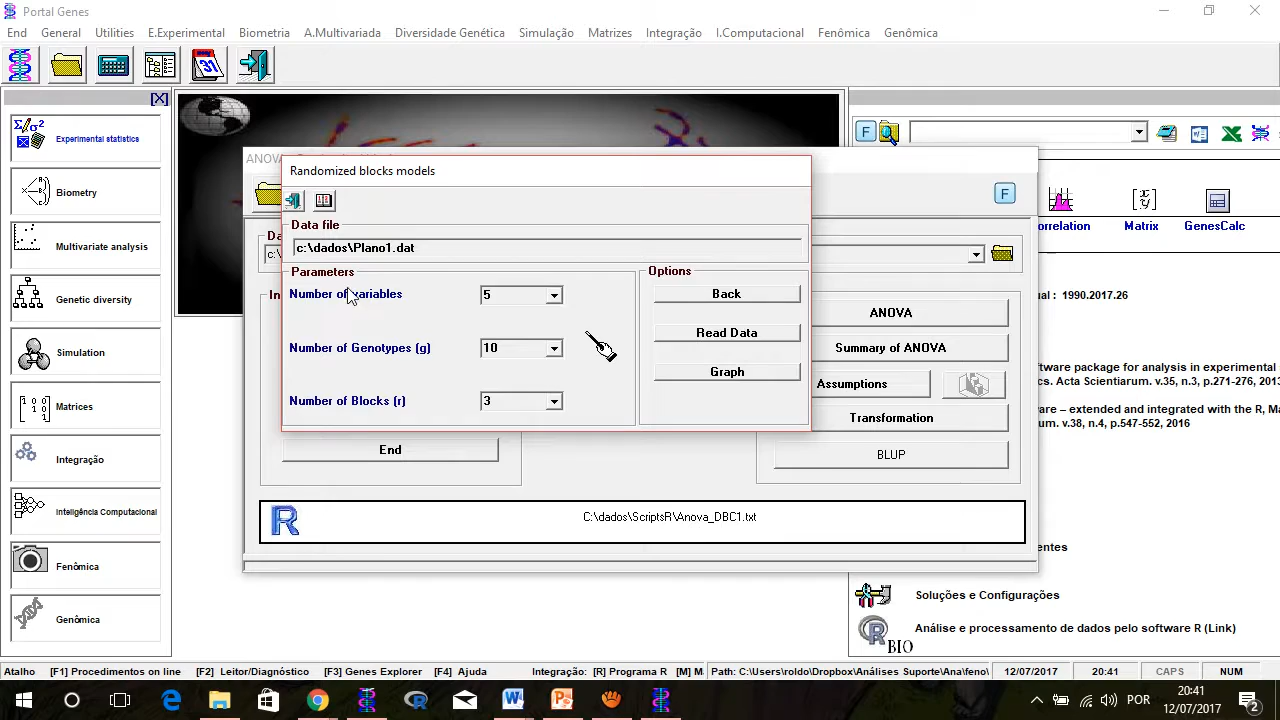 Portal Genes
End General Utilities E.Experimental Biometria A.Multivariada Diversidade Genética Simulação Matrizes Integração I.Computacional Fenômica Genômica
31
[X]
Σ/σ² Experimental statistics
Biometry
Multivariate analysis
Genetic diversity
Simulation
Matrices
Integração
Inteligência Computacional
Fenômica
Genômica
ANOVA
Randomized blocks models
F
Data file
c:\dados\Plano1.dat
Parameters
Number of variables 5
Number of Genotypes (g) 10
Number of Blocks (r) 3
Options
Back
Read Data
Graph
ANOVA
Summary of ANOVA
Assumptions
Transformation
BLUP
End
R C:\dados\ScriptsR\Anova_DBC1.txt
F
orrelation Matrix GenesCalc
ual : 1990.2017.26
ftware package for analysis in experimental
cs. Acta Scientiarum. v.35, n.3, p.271-276, 2013
ware – extended and integrated with the R, Ma
um. v.38, n.4, p.547-552, 2016
entes
Soluções e Configurações
Análise e processamento de dados pelo software R (Link)
R BIO
Atalho [F1] Procedimentos on line [F2] Leitor/Diagnóstico [F3] Genes Explorer [F4] Ajuda Integração: [R] Programa R [M] M Path: C:\Users\roldo\Dropbox\Análises Suporte\Ana\feno\ 12/07/2017 20:41 CAPS NUM
POR 20:41
12/07/2017
2